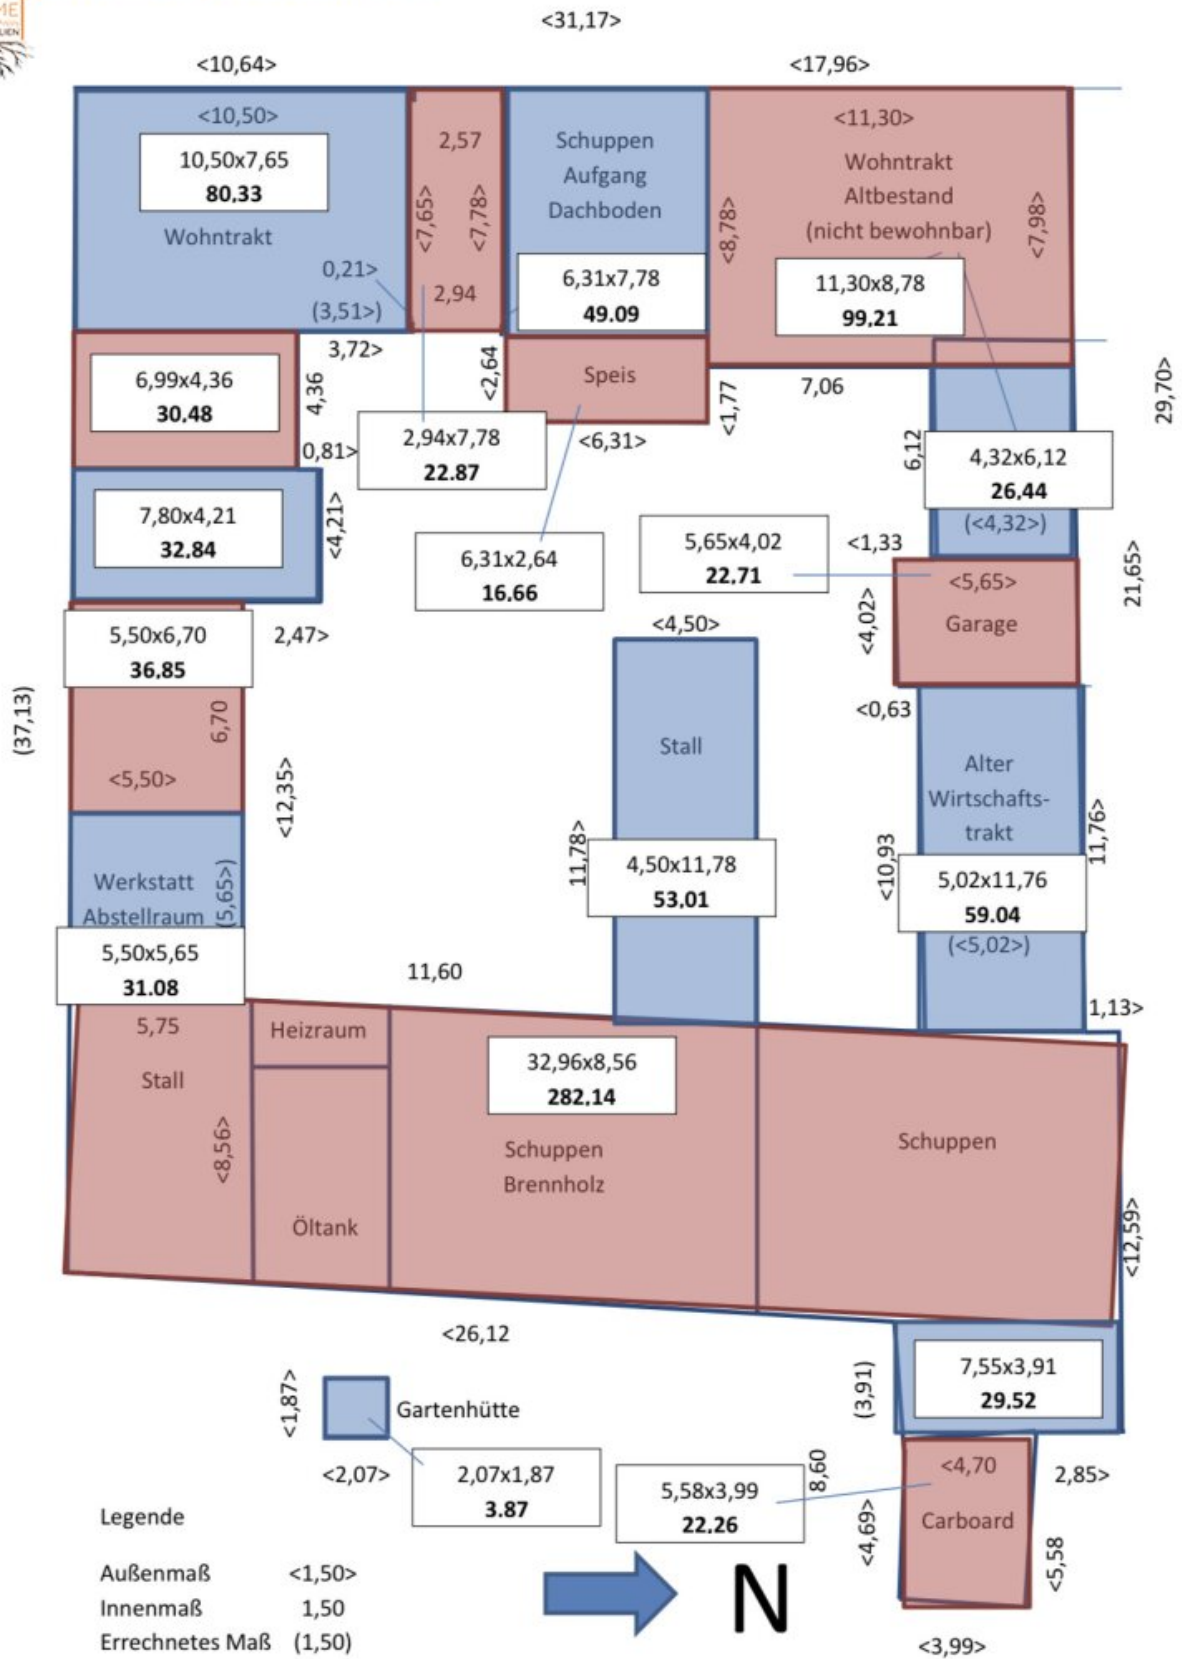 <31,17>
<10,64>
<17,96>
<10,50>
10,50x7,65
80,33
Wohntrakt
0,21>
(3,51>)
2,57
<7,65>
<7,78>
2,94
Schuppen
Aufgang
Dachboden
6,31x7,78
49.09
<8,78>
<11,30>
Wohntrakt
Altbestand
(nicht bewohnbar)
<7,98>
11,30x8,78
99,21
3,72>
6,99x4,36
30,48
4,36
0,81>
<2,64
Speis
<1,77
7,06
<6,31>
29,70>
2,94x7,78
22.87
6,12
4,32x6,12
26,44
(<4,32>)
7,80x4,21
32.84
<4,21>
6,31x2,64
16.66
5,65x4,02
22,71
<1,33
<5,65>
Garage
<4,02>
21,65>
5,50x6,70
36.85
2,47>
<4,50>
(37,13)
6,70
<5,50>
<12,35>
Stall
<0,63
Alter
Wirtschafts-
trakt
11,76>
<10,93
5,02x11,76
59.04
(<5,02>)
11,78>
4,50x11,78
53.01
Werkstatt
Abstellraum
(5,65>)
5,50x5,65
31.08
11,60
1,13>
5,75
Stall
<8,56>
Heizraum
Öltank
32,96x8,56
282.14
Schuppen
Brennholz
Schuppen
<12,59>
<26,12
<1,87>
Gartenhütte
<2,07>
2,07x1,87
3.87
(3,91)
7,55x3,91
29,52
5,58x3,99
22.26
8,60
<4,70
2,85>
<4,69>
Carboard
<5,58
<3,99>
N
Legende
Außenmaß <1,50>
Innenmaß 1,50
Errechnetes Maß (1,50)